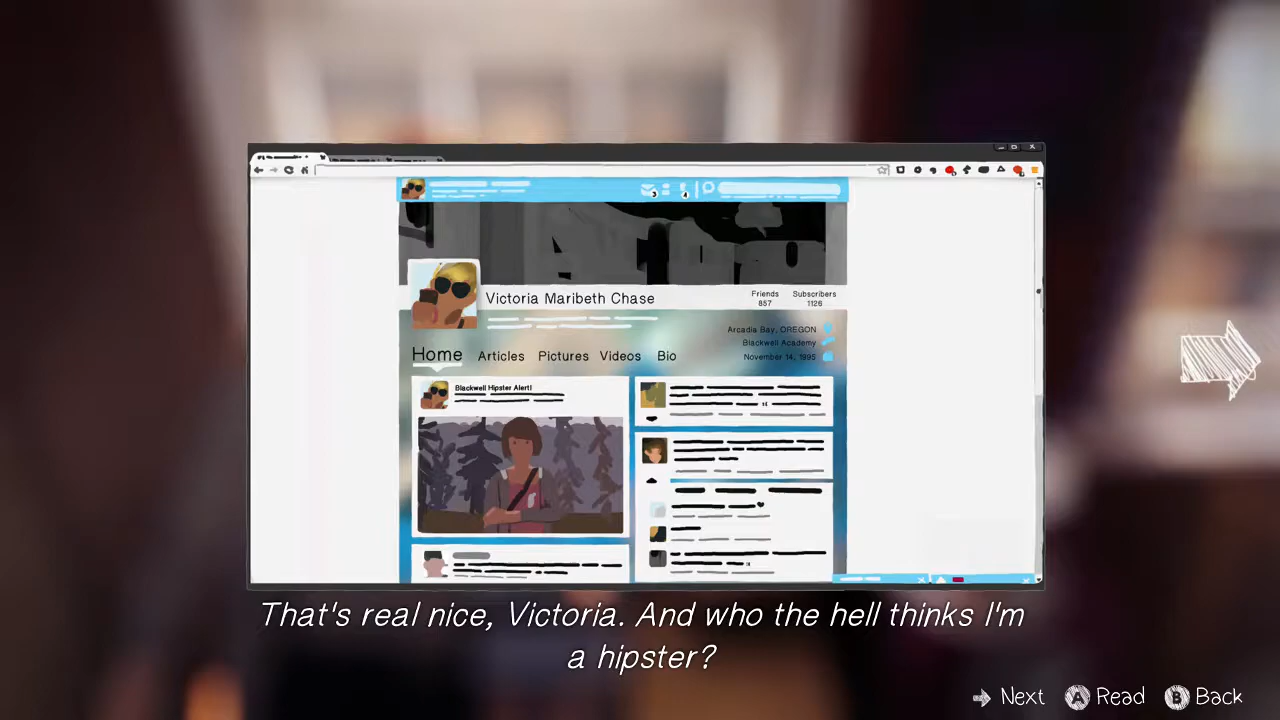 Victoria Maribeth Chase
Friends
857
Subscribers
1126
Arcadia Bay, OREGON
Blackwell Academy
November 14, 1995
Home Articles Pictures Videos Bio
Blackwell Hipster Alert!
That's real nice, Victoria. And who the hell thinks I'm
a hipster?
Next A Read B Back